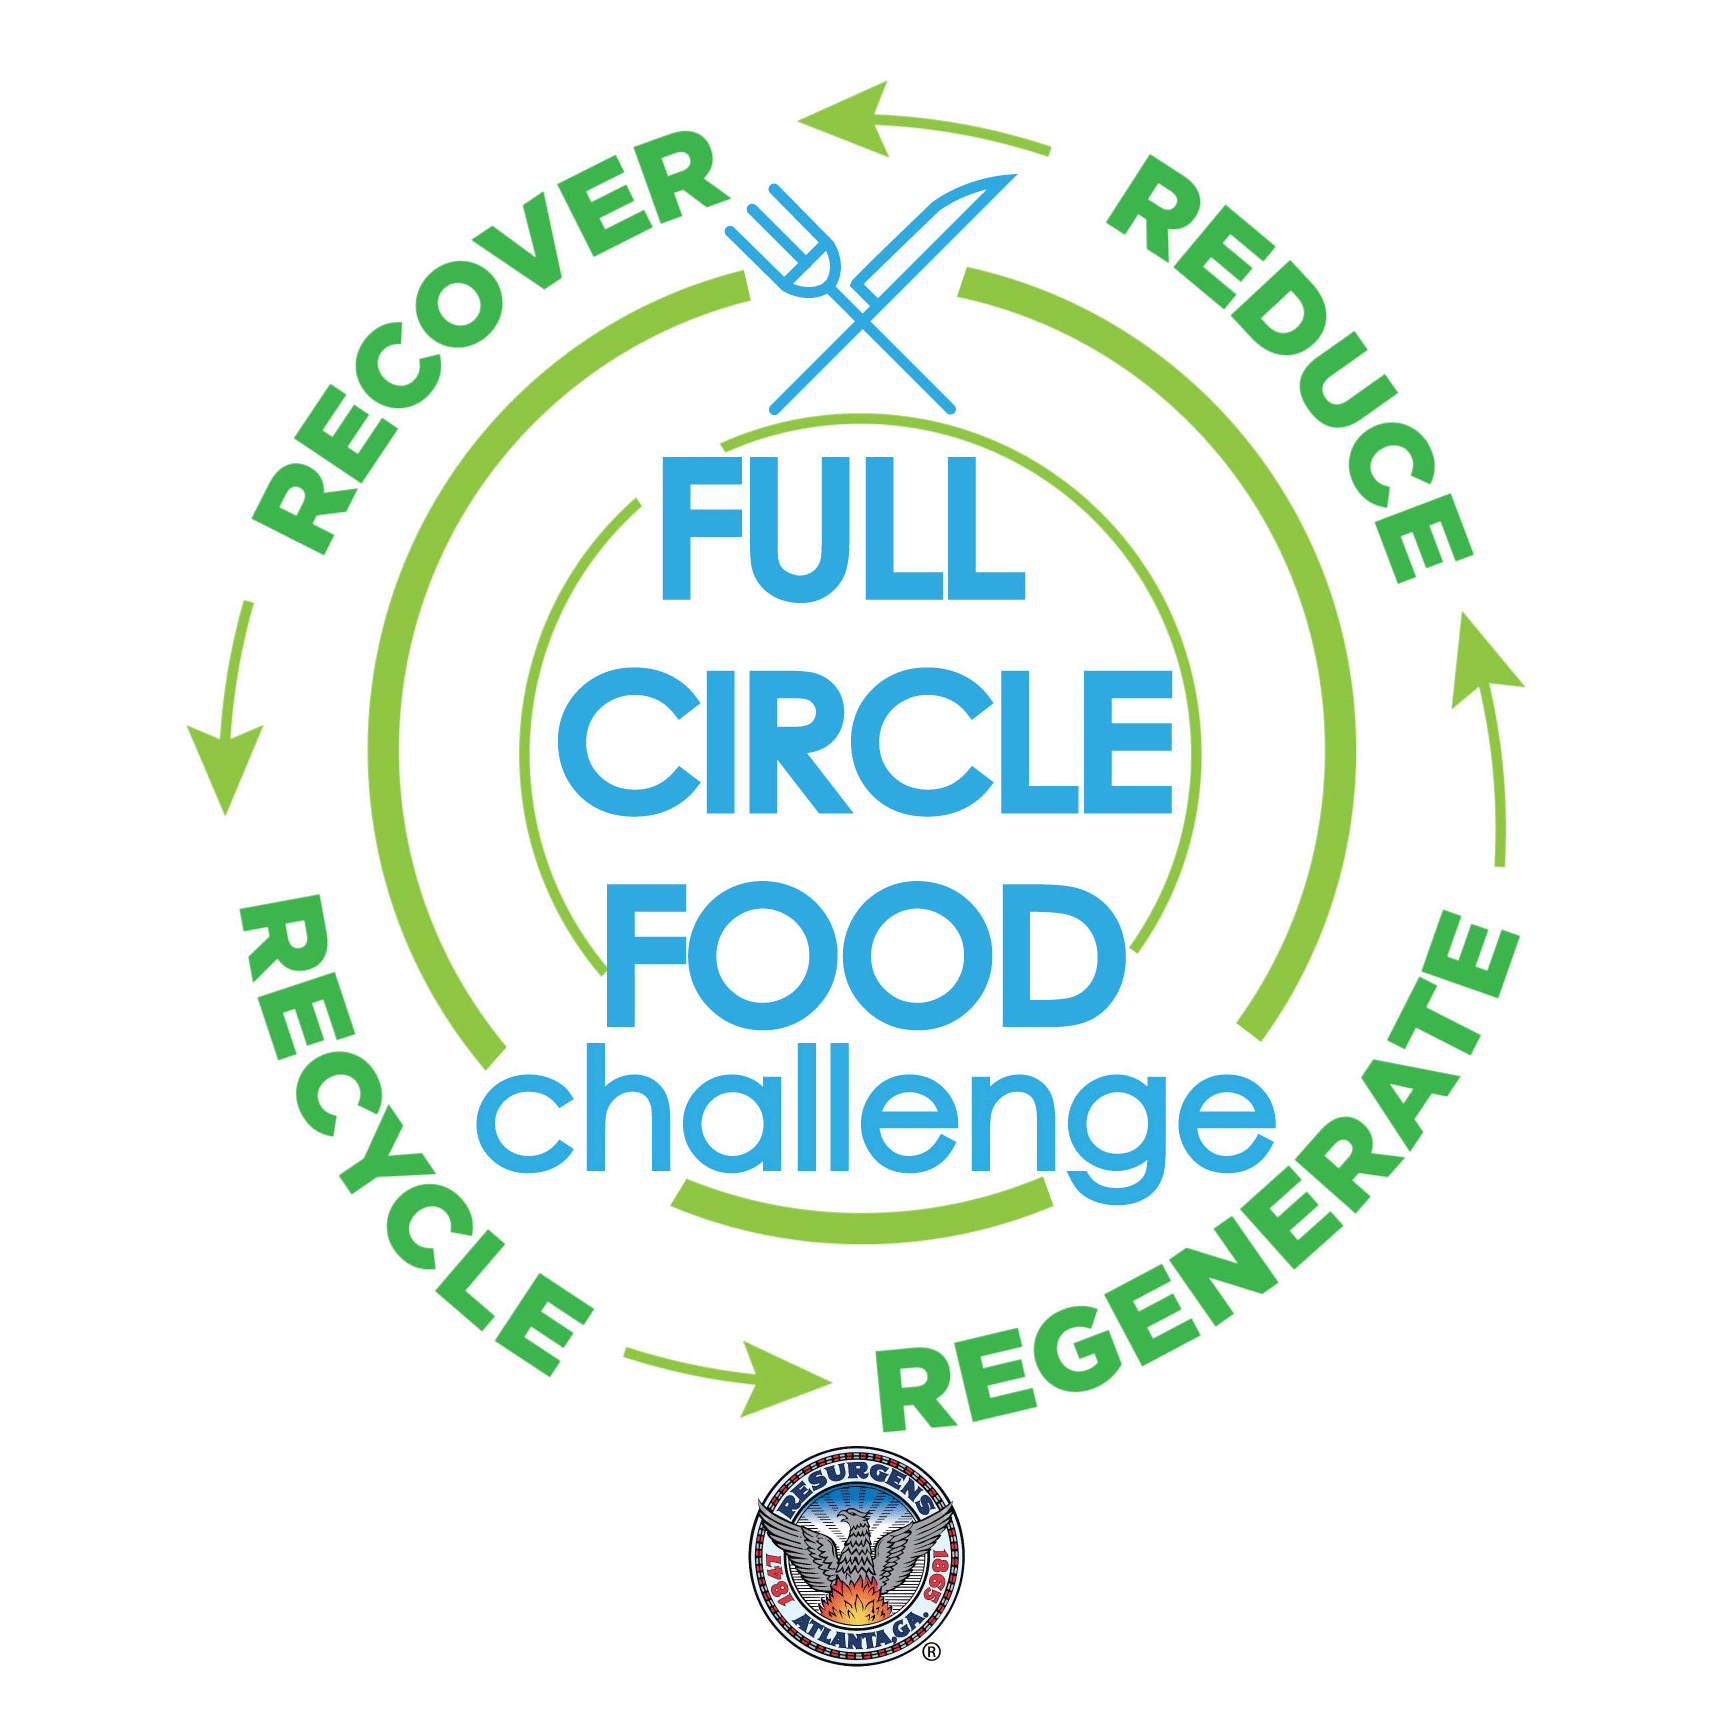 REDUCE
RECOVER
RECYCLE
REGENERATE
FULL
CIRCLE
FOOD
challenge
RESURGENS
1847
1865
ATLANTA, GA.
®